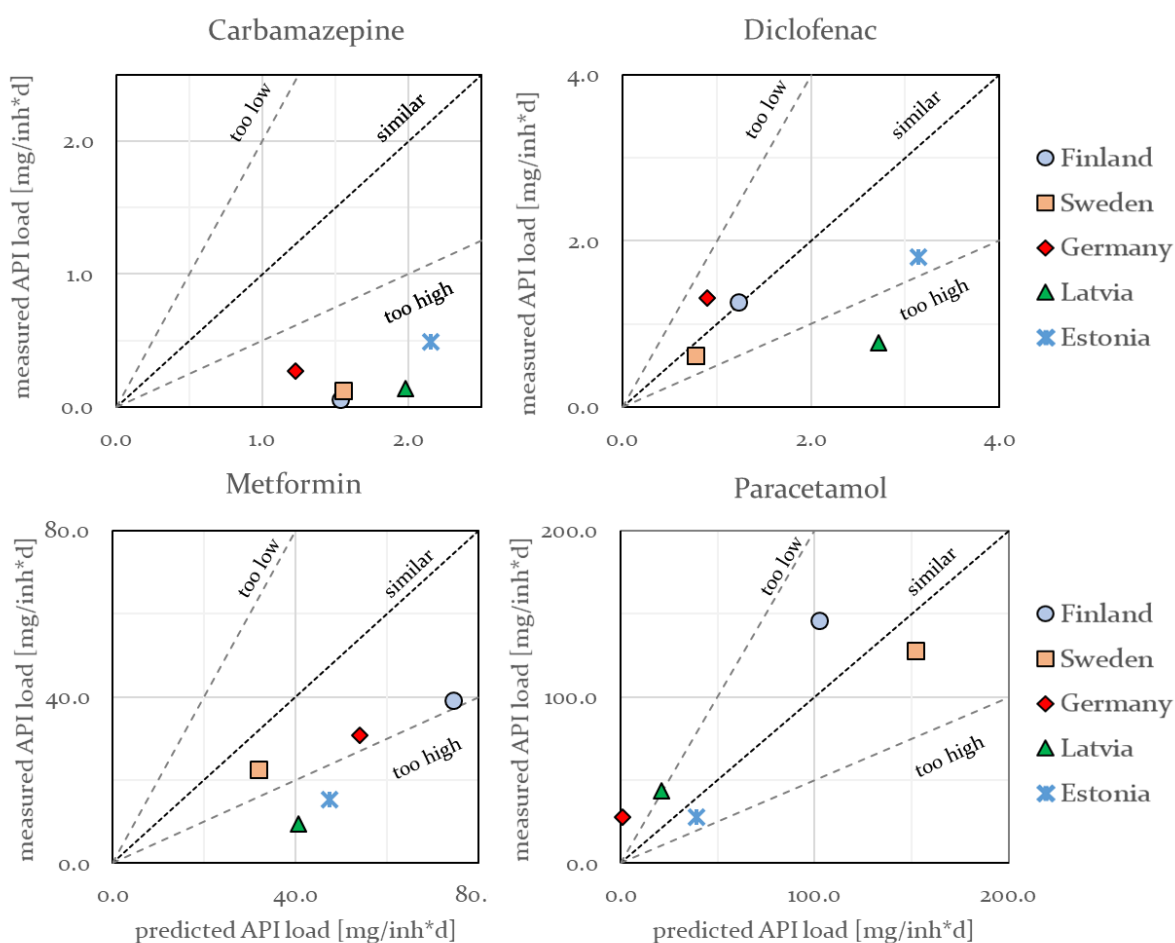 Carbamazepine
Diclofenac
measured API load [mg/inh*d]
2.0
1.0
0.0
0.0
1.0
2.0
too low
similar
too high
measured API load [mg/inh*d]
4.0
2.0
0.0
0.0
2.0
4.0
too low
similar
too high
Finland
Sweden
Germany
Latvia
Estonia
Metformin
Paracetamol
measured API load [mg/inh*d]
80.0
40.0
0.0
0.0
40.0
80.
too low
similar
too high
predicted API load [mg/inh*d]
measured API load [mg/inh*d]
200.0
100.0
0.0
0.0
100.0
200.0
too low
similar
too high
predicted API load [mg/inh*d]
Finland
Sweden
Germany
Latvia
Estonia